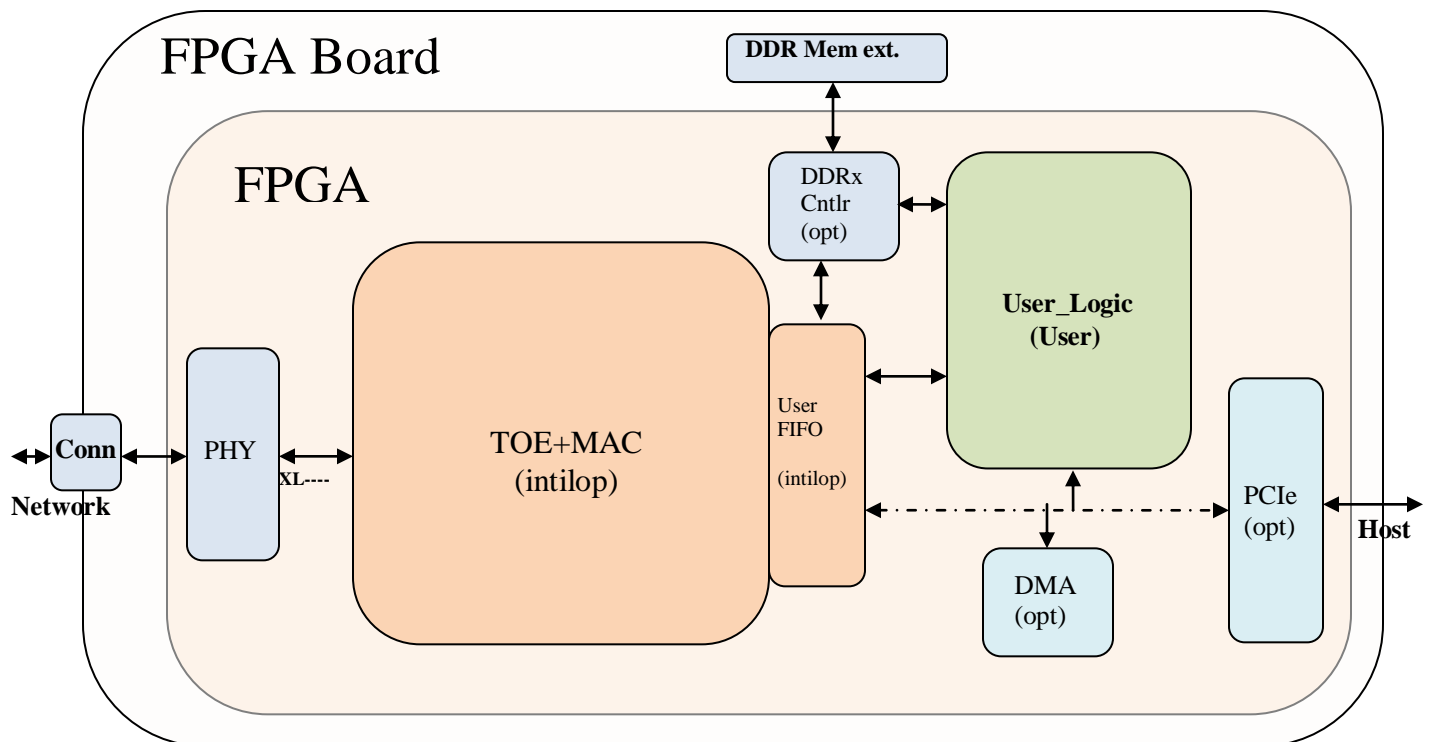 FPGA Board
DDR Mem ext.
FPGA
DDRx
Cntlr
(opt)
User_Logic
(User)
User
FIFO
(intilop)
TOE+MAC
(intilop)
Conn
PHY
XL----
Network
PCIe
(opt)
Host
DMA
(opt)